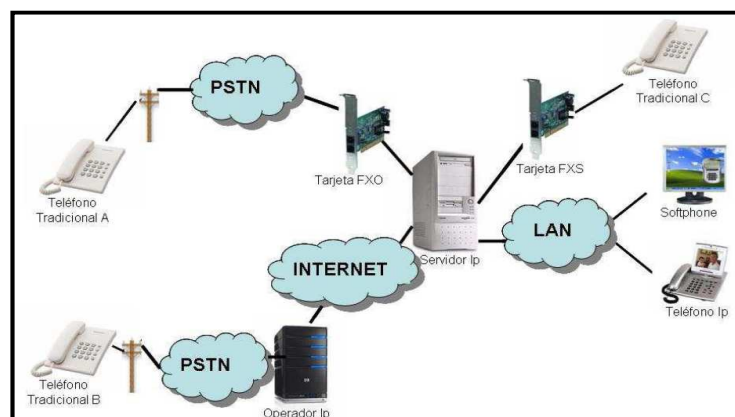 PSTN
Teléfono
Tradicional C
Tarjeta FXO
Tarjeta FXS
Teléfono
Tradicional A
Softphone
LAN
Servidor Ip
INTERNET
Teléfono Ip
PSTN
Teléfono
Tradicional B
Operador Ip